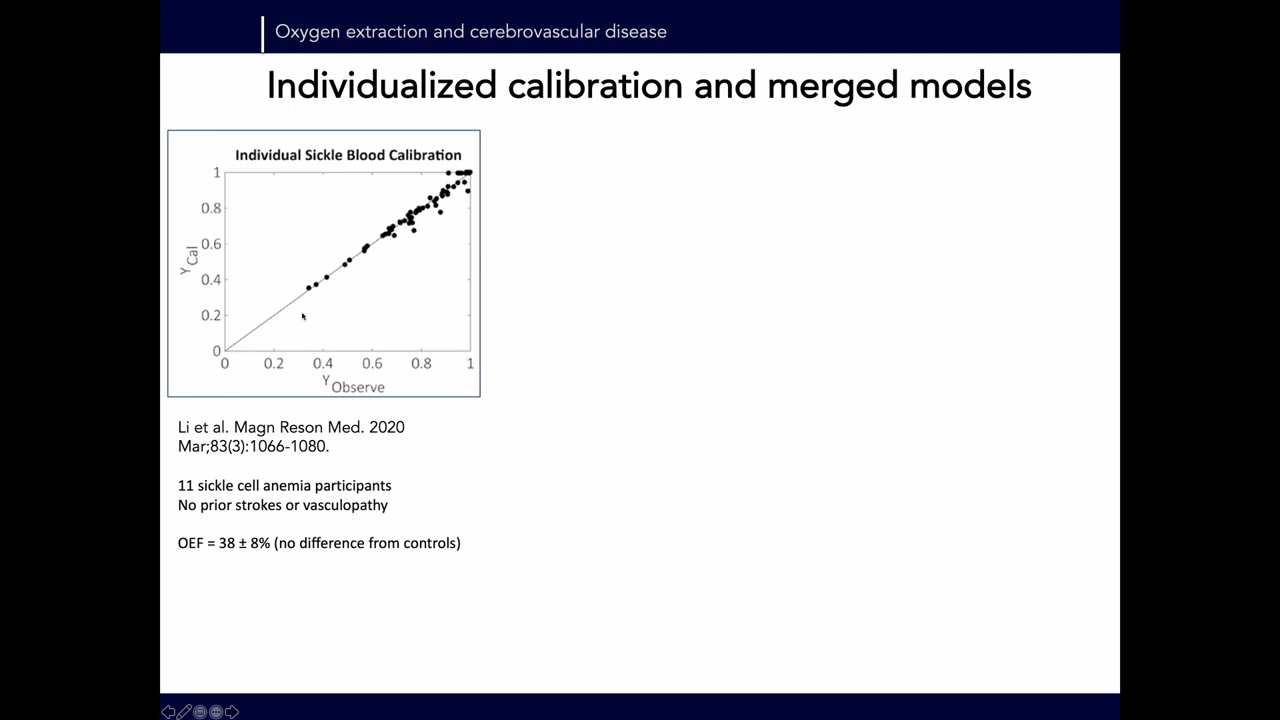 Oxygen extraction and cerebrovascular disease
Individualized calibration and merged models
Individual Sickle Blood Calibration
1
0.8
0.6
0.4
0.2
0
Y Cal
0 0.2 0.4 0.6 0.8 1
Y Observe
Li et al. Magn Reson Med. 2020
Mar;83(3):1066-1080.
11 sickle cell anemia participants
No prior strokes or vasculopathy
OEF = 38 ± 8% (no difference from controls)